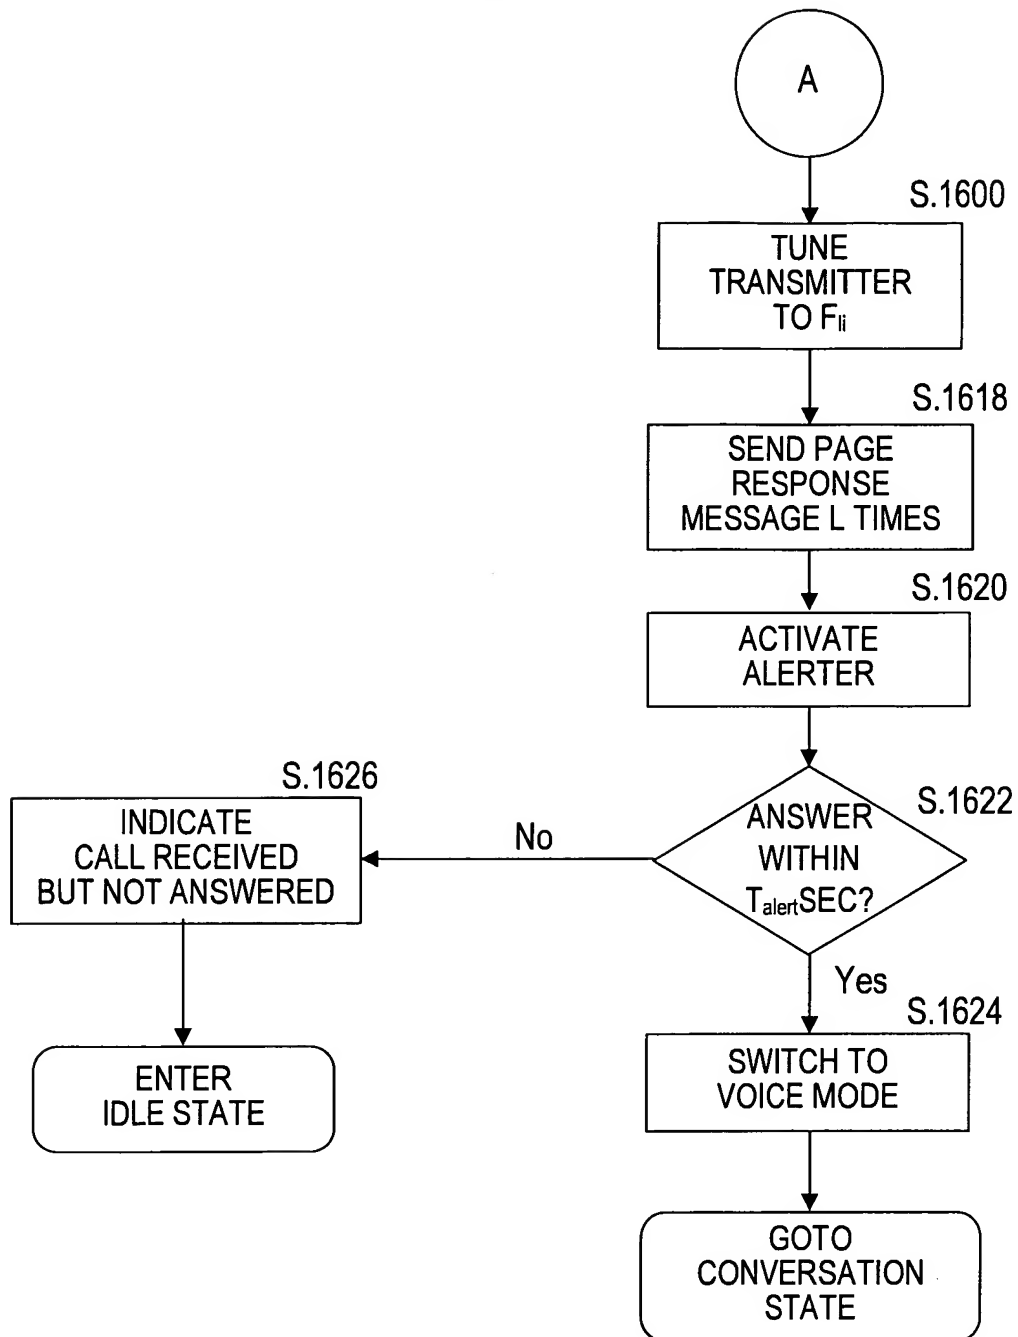 A
S.1600
TUNE
TRANSMITTER
TO Fli
S.1618
SEND PAGE
RESPONSE
MESSAGE L TIMES
S.1620
ACTIVATE
ALERTER
S.1622
ANSWER
WITHIN
TalertSEC?
No
S.1626
INDICATE
CALL RECEIVED
BUT NOT ANSWERED
ENTER
IDLE STATE
Yes
S.1624
SWITCH TO
VOICE MODE
GOTO
CONVERSATION
STATE